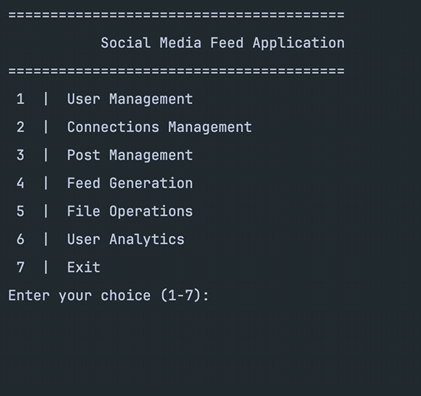 ========================================
           Social Media Feed Application
========================================
 1  |  User Management
 2  |  Connections Management
 3  |  Post Management
 4  |  Feed Generation
 5  |  File Operations
 6  |  User Analytics
 7  |  Exit
Enter your choice (1-7):